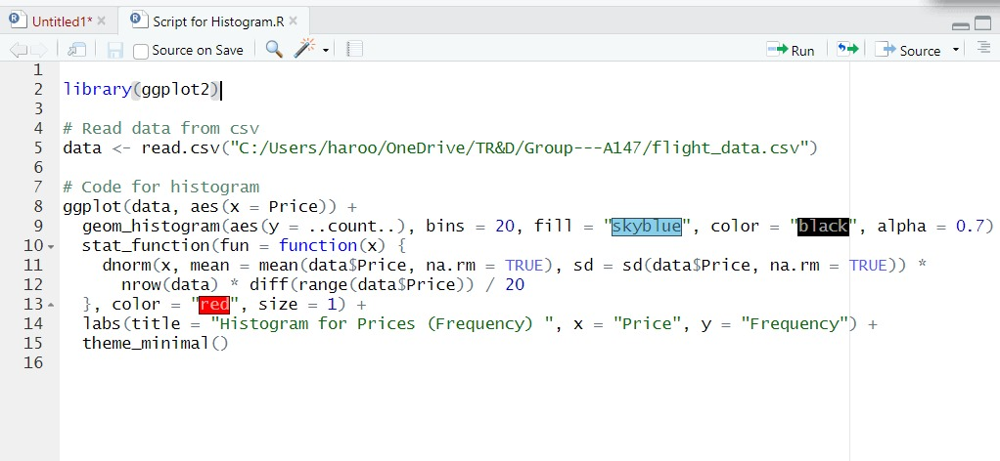 Untitled1* Script for Histogram.R
Source on Save Run Source
1
2 library(ggplot2)
3
4 # Read data from csv
5 data <- read.csv("C:/Users/haroo/OneDrive/TR&D/Group---A147/flight_data.csv")
6
7 # Code for histogram
8 ggplot(data, aes(x = Price)) +
9   geom_histogram(aes(y = ..count..), bins = 20, fill = "skyblue", color = "black", alpha = 0.7)
10   stat_function(fun = function(x) {
11     dnorm(x, mean = mean(data$Price, na.rm = TRUE), sd = sd(data$Price, na.rm = TRUE)) *
12       nrow(data) * diff(range(data$Price)) / 20
13   }, color = "red", size = 1) +
14   labs(title = "Histogram for Prices (Frequency) ", x = "Price", y = "Frequency") +
15   theme_minimal()
16